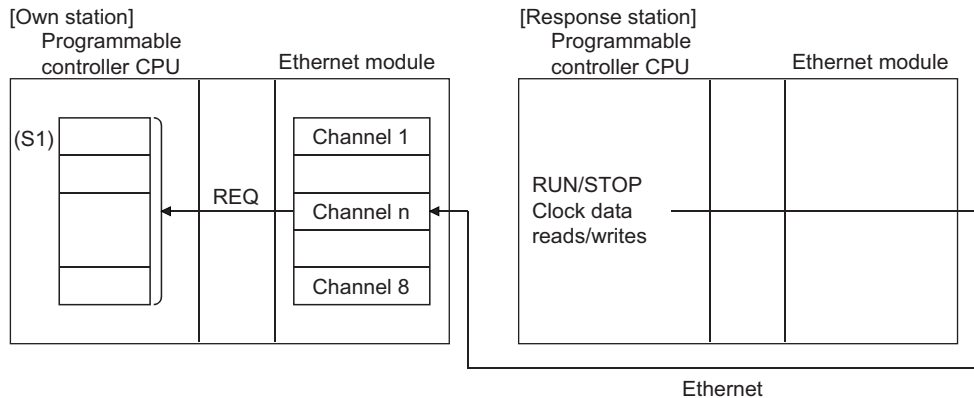 [Own station]
Programmable
controller CPU
Ethernet module
(S1)
REQ
Channel 1
Channel n
Channel 8
[Response station]
Programmable
controller CPU
Ethernet module
RUN/STOP
Clock data
reads/writes
Ethernet